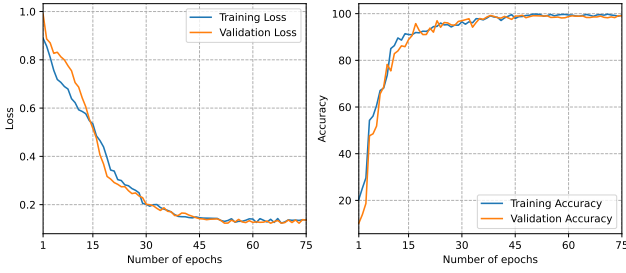 1.0
0.8
0.6
0.4
0.2
Loss
1
15
30
45
60
75
Number of epochs
Training Loss
Validation Loss
100
80
60
40
20
Accuracy
1
15
30
45
60
75
Number of epochs
Training Accuracy
Validation Accuracy